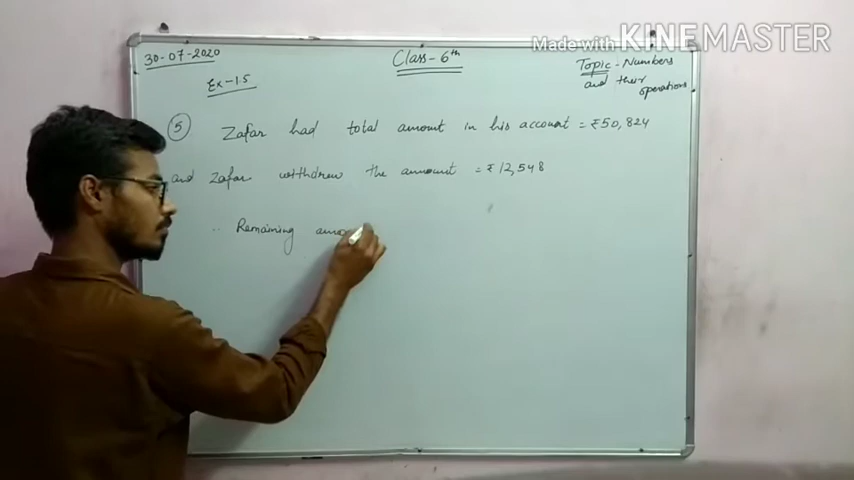 Made with KINEMASTER
30-07-2020
Class-6th
Topic - Numbers
and their
operations
Ex-1.5
5 Zafar had total amount in his account = ₹50,824
and Zafar withdrew the amount = ₹12,548
Remaining amou